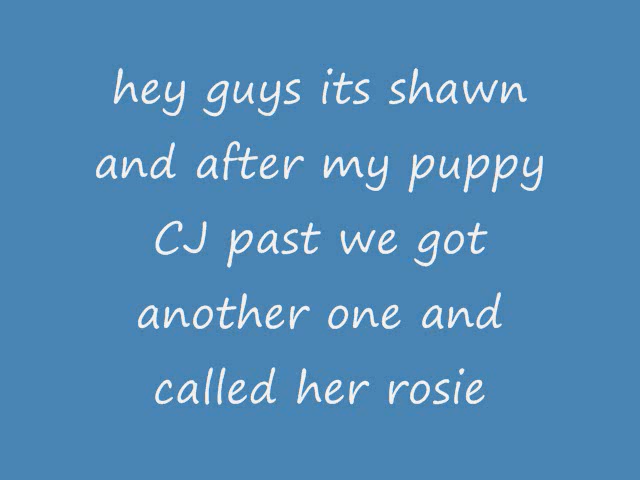 hey guys its shawn
and after my puppy
CJ past we got
another one and
called her rosie